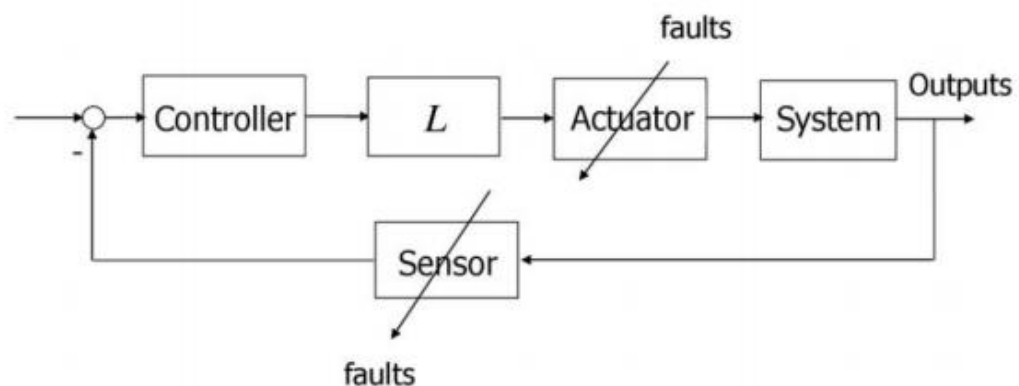 faults
Outputs
Controller
L
Actuator
System
-
Sensor
faults